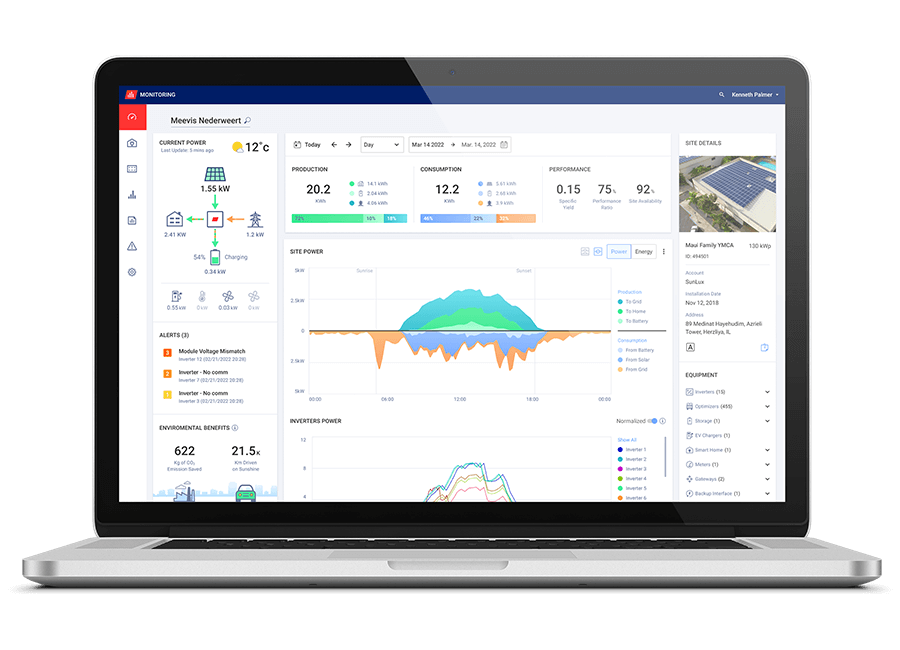 MONITORING
Kenneth Palmer
Meevis Nederweert
CURRENT POWER
Last Update: 5 mins ago
12°c
1.55 kW
2.41 KW
1.2 kW
54%
Charging
0.34 kW
0.55 kW
0 kW
0.03 kW
0 kW
ALERTS (3)
3 Module Voltage Mismatch
Inverter 12 (02/21/2022 20:28)
2 Inverter - No comm
Inverter 7 (02/21/2022 20:28)
1 Inverter - No comm
Inverter 3 (02/21/2022 20:28)
ENVIROMENTAL BENEFITS
622
Kg of CO2
Emission Saved
21.5K
Km Driven
on Sunshine
Today
Day
Mar 14 2022
Mar. 14, 2022
PRODUCTION
20.2
KWh
14.1 kWh
2.04 kWh
4.06 kWh
72% 10% 18%
CONSUMPTION
12.2
KWh
5.61 kWh
2.68 kWh
3.9 kWh
46% 22% 32%
PERFORMANCE
0.15
Specific
Yield
75%
Performance
Ratio
92%
Site Availability
SITE POWER
Power
Energy
5kW
2.5kW
0
2.5kW
5kW
Sunrise
Sunset
00:00 06:00 12:00 18:00 00:00
Production
To Grid
To Home
To Battery
Consumption
From Battery
From Solar
From Grid
INVERTERS POWER
Normalized
12
8
4
Show All
Inverter 1
Inverter 2
Inverter 3
Inverter 4
Inverter 5
Inverter 6
SITE DETAILS
Maui Family YMCA
130 kWp
ID: 494501
Account
SunLux
Installation Date
Nov 12, 2018
Address
89 Medinat Hayehudim, Azrieli
Tower, Herzliya, IL
A
EQUIPMENT
Inverters (15)
Optimizers (455)
Storage (1)
EV Chargers (1)
Smart Home (1)
Meters (1)
Gateways (2)
Backup Interface (1)